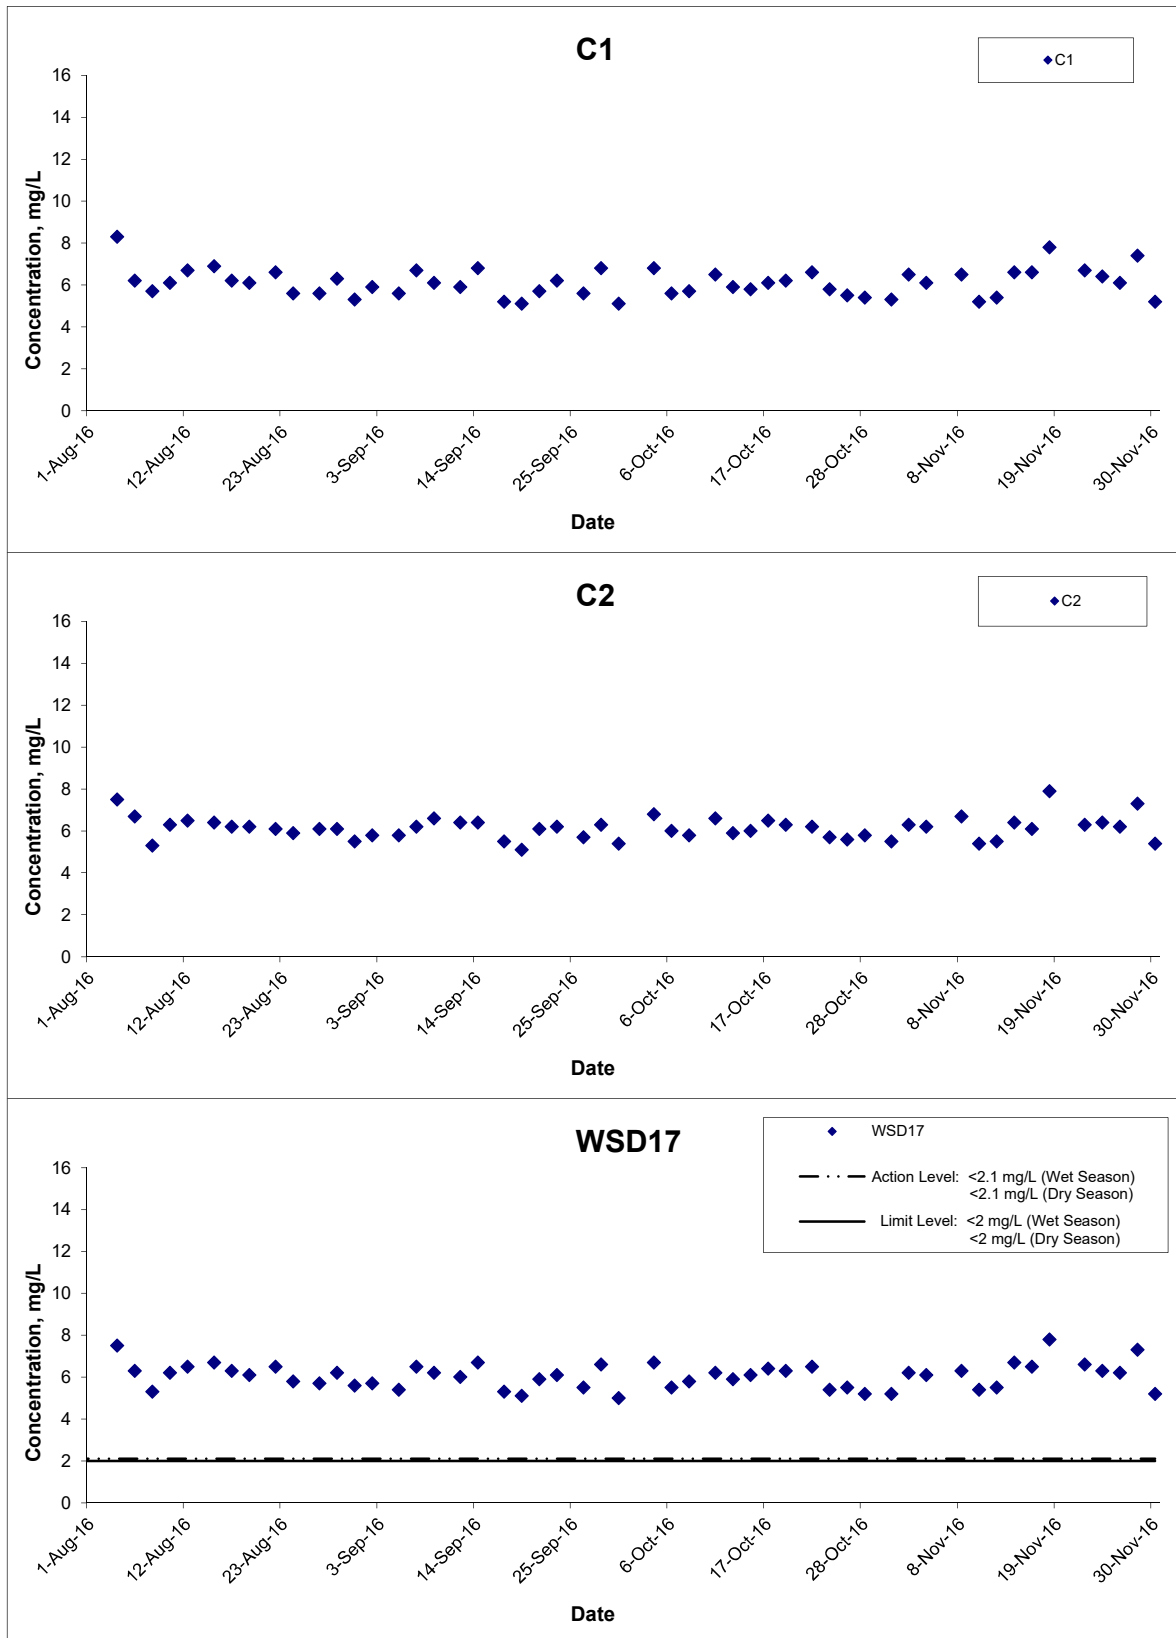 C1
C1
16
14
12
10
8
6
4
2
0
Concentration, mg/L
1-Aug-16
12-Aug-16
23-Aug-16
3-Sep-16
14-Sep-16
25-Sep-16
6-Oct-16
17-Oct-16
28-Oct-16
8-Nov-16
19-Nov-16
30-Nov-16
Date
C2
C2
16
14
12
10
8
6
4
2
0
Concentration, mg/L
1-Aug-16
12-Aug-16
23-Aug-16
3-Sep-16
14-Sep-16
25-Sep-16
6-Oct-16
17-Oct-16
28-Oct-16
8-Nov-16
19-Nov-16
30-Nov-16
Date
WSD17
WSD17
Action Level: <2.1 mg/L (Wet Season)
<2.1 mg/L (Dry Season)
Limit Level: <2 mg/L (Wet Season)
<2 mg/L (Dry Season)
16
14
12
10
8
6
4
2
0
Concentration, mg/L
1-Aug-16
12-Aug-16
23-Aug-16
3-Sep-16
14-Sep-16
25-Sep-16
6-Oct-16
17-Oct-16
28-Oct-16
8-Nov-16
19-Nov-16
30-Nov-16
Date